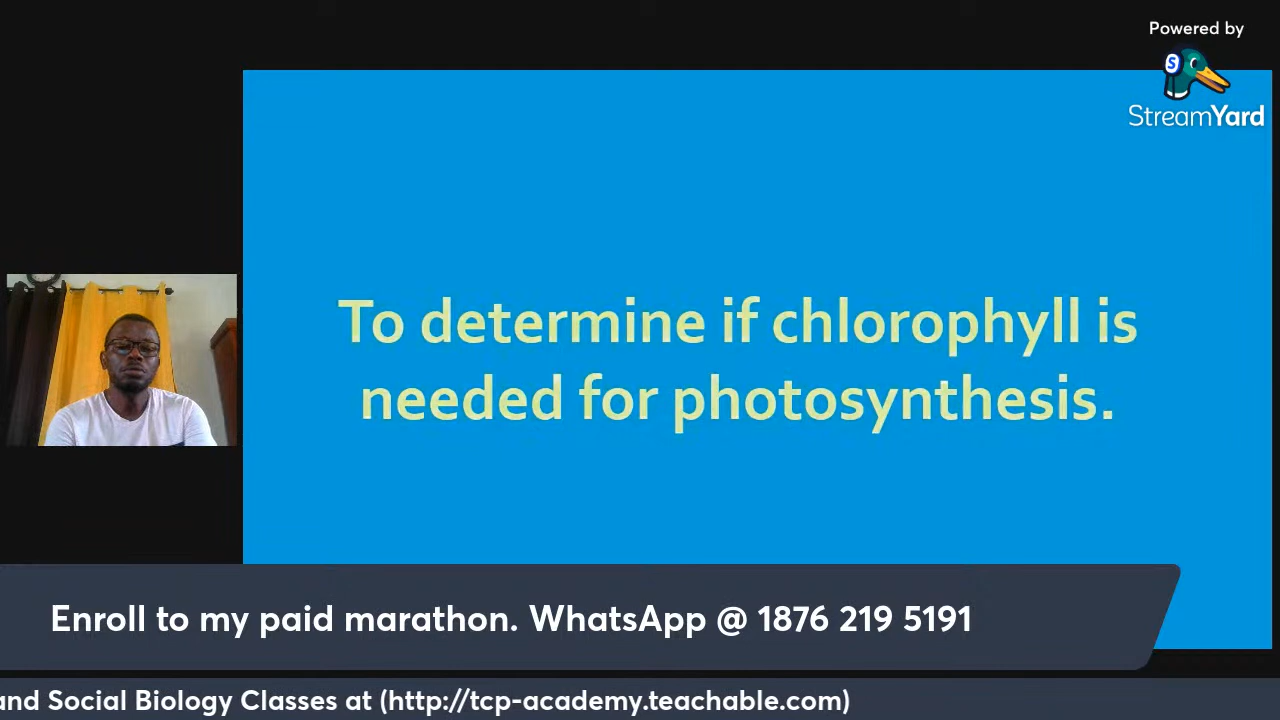 Powered by
S
StreamYard
To determine if chlorophyll is
needed for photosynthesis.
Enroll to my paid marathon. WhatsApp @ 1876 219 5191
and Social Biology Classes at (http://tcp-academy.teachable.com)